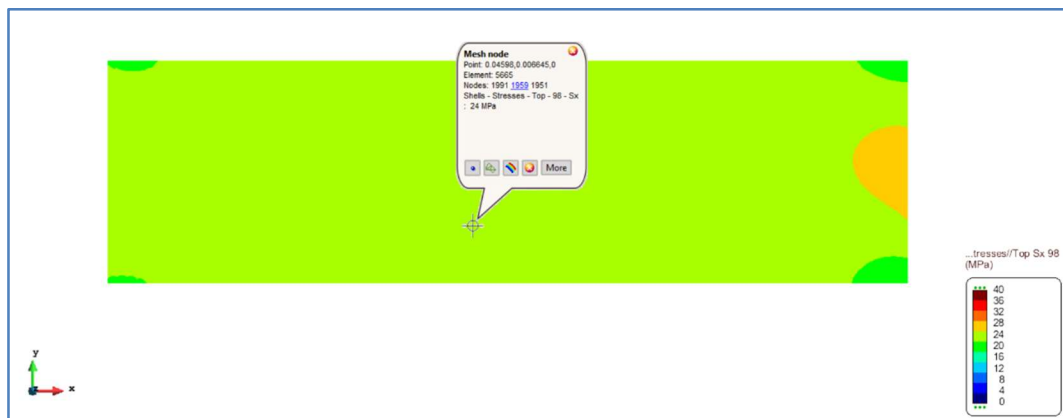 Mesh node
Point: 0.04598,0.006645,0
Element: 5665
Nodes: 1991 1959 1951
Shells - Stresses - Top - 98 - Sx
: 24 MPa
More
...tresses//Top Sx 98
(MPa)
40
36
32
28
24
20
16
12
8
4
0
y
x